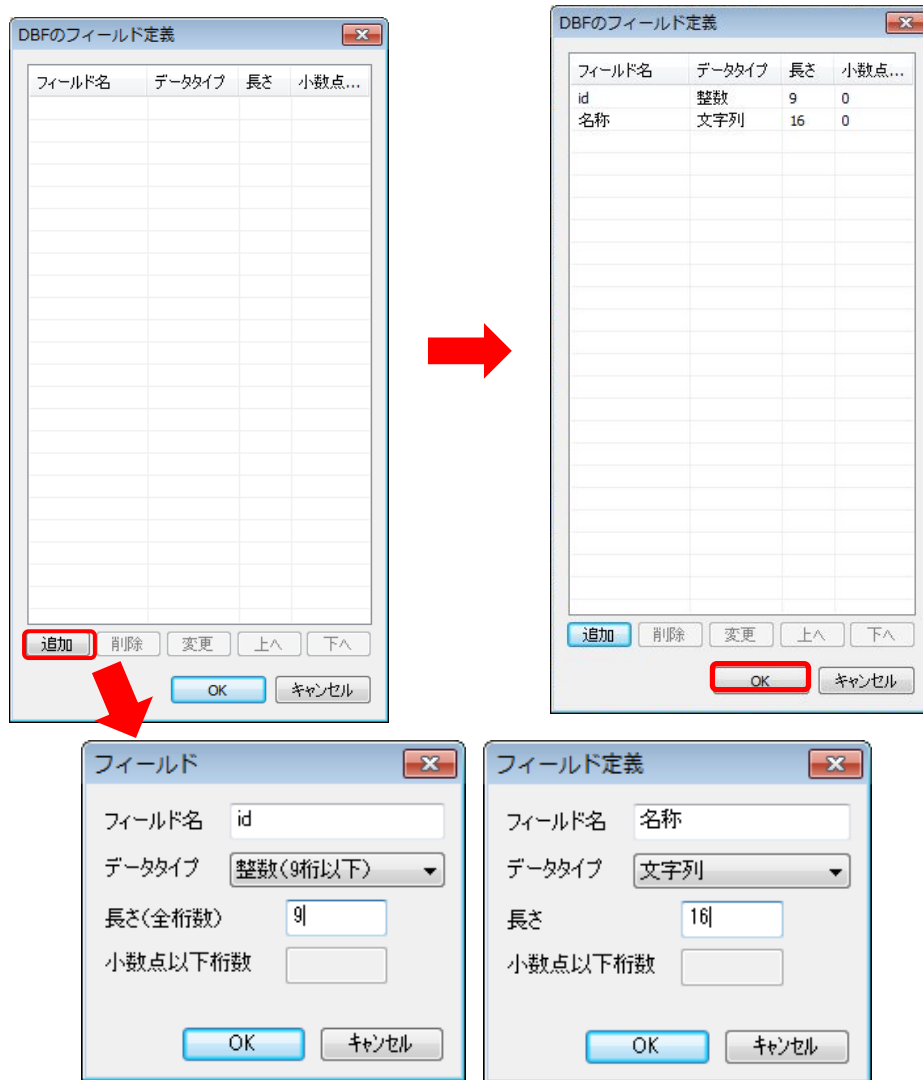 DBFのフィールド定義
フィールド名 データタイプ 長さ 小数点...
追加 削除 変更 上へ 下へ
OK キャンセル
DBFのフィールド定義
フィールド名 データタイプ 長さ 小数点...
id 整数 9 0
名称 文字列 16 0
追加 削除 変更 上へ 下へ
OK キャンセル
フィールド
フィールド名 id
データタイプ 整数(9桁以下)
長さ(全桁数) 9
小数点以下桁数
OK キャンセル
フィールド定義
フィールド名 名称
データタイプ 文字列
長さ 16
小数点以下桁数
OK キャンセル